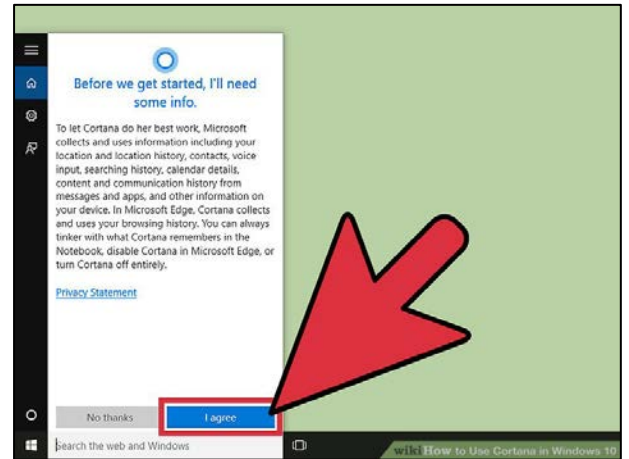 Before we get started, I'll need
some info.
To let Cortana do her best work, Microsoft
collects and uses information including your
location and location history, contacts, voice
input, searching history, calendar details,
content and communication history from
messages and apps, and other information on
your device. In Microsoft Edge, Cortana collects
and uses your browsing history. You can always
tinker with what Cortana remembers in the
Notebook, disable Cortana in Microsoft Edge, or
turn Cortana off entirely.
Privacy Statement
No thanks
I agree
Search the web and Windows
wikiHow to Use Cortana in Windows 10